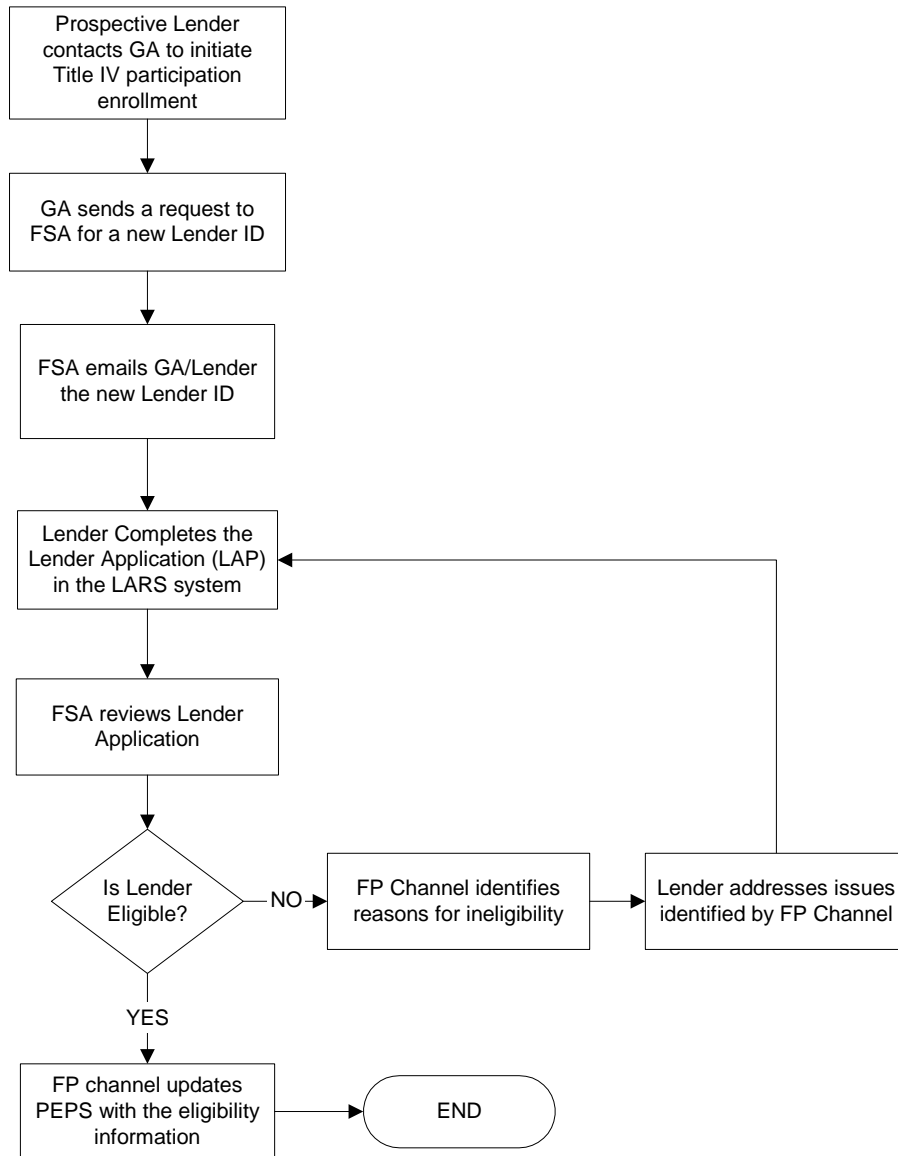 Prospective Lender
contacts GA to initiate
Title IV participation
enrollment
GA sends a request to
FSA for a new Lender ID
FSA emails GA/Lender
the new Lender ID
Lender Completes the
Lender Application (LAP)
in the LARS system
FSA reviews Lender
Application
Is Lender
Eligible?
NO
FP Channel identifies
reasons for ineligibility
Lender addresses issues
identified by FP Channel
YES
FP channel updates
PEPS with the eligibility
information
END